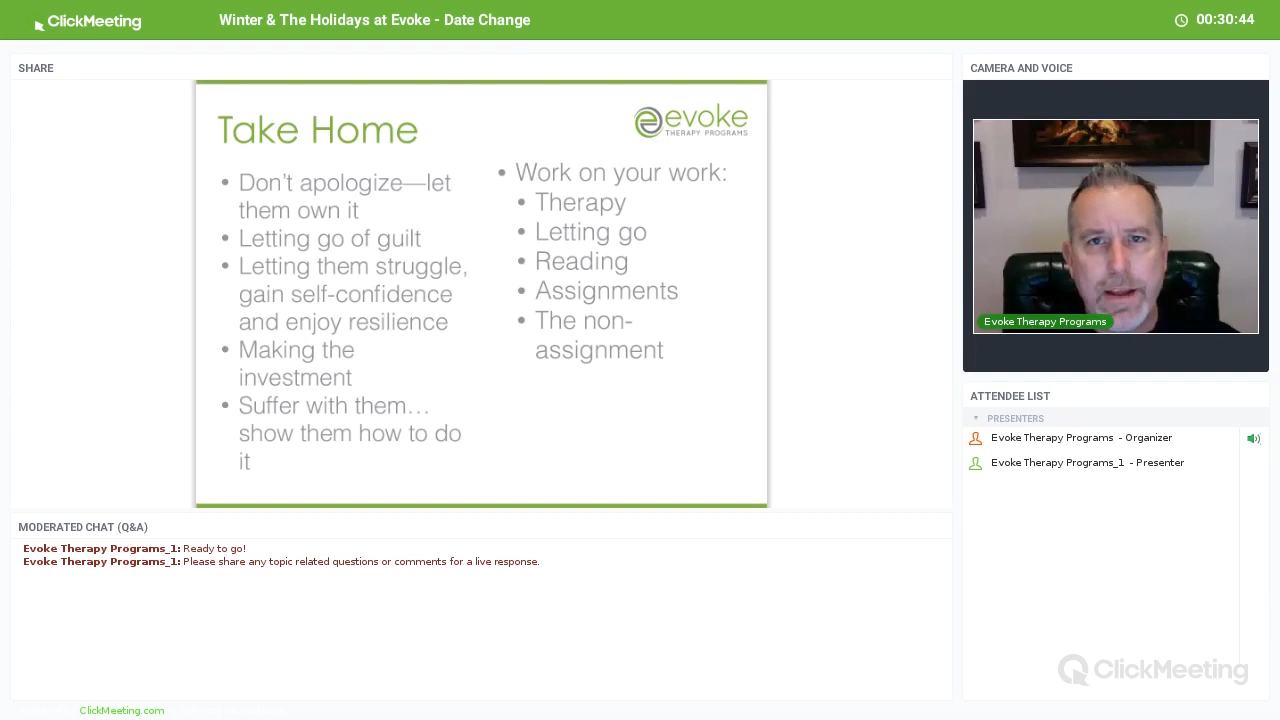 ClickMeeting
Winter & The Holidays at Evoke - Date Change
00:30:44
SHARE
Take Home
evoke
THERAPY PROGRAMS
• Don't apologize—let
them own it
• Letting go of guilt
• Letting them struggle,
gain self-confidence
and enjoy resilience
• Making the
investment
• Suffer with them…
show them how to do
it
• Work on your work:
• Therapy
• Letting go
• Reading
• Assignments
• The non-
assignment
CAMERA AND VOICE
Evoke Therapy Programs
ATTENDEE LIST
PRESENTERS
Evoke Therapy Programs - Organizer
Evoke Therapy Programs_1 - Presenter
MODERATED CHAT (Q&A)
Evoke Therapy Programs_1: Ready to go!
Evoke Therapy Programs_1: Please share any topic related questions or comments for a live response.
ClickMeeting
ClickMeeting.com